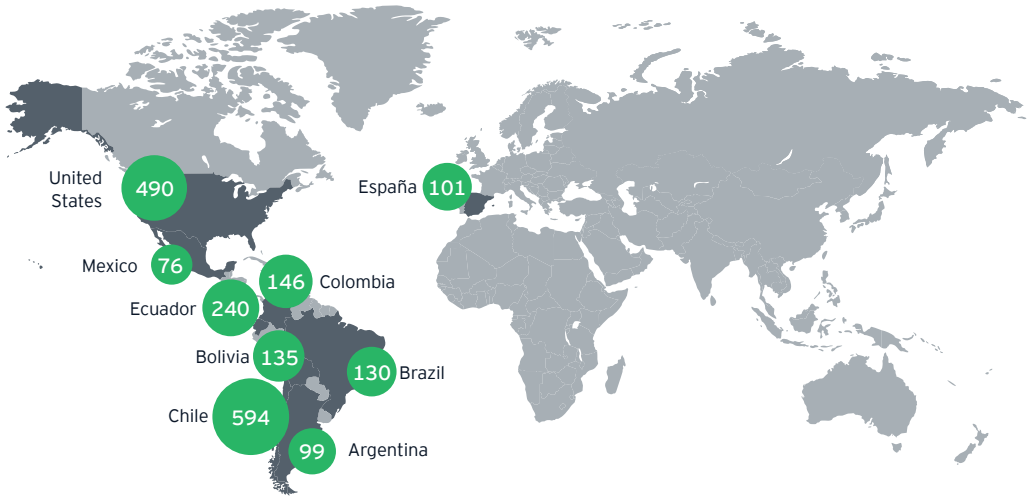 United
States
490
España
101
Mexico
76
146
Colombia
Ecuador
240
Bolivia
135
130
Brazil
Chile
594
99
Argentina